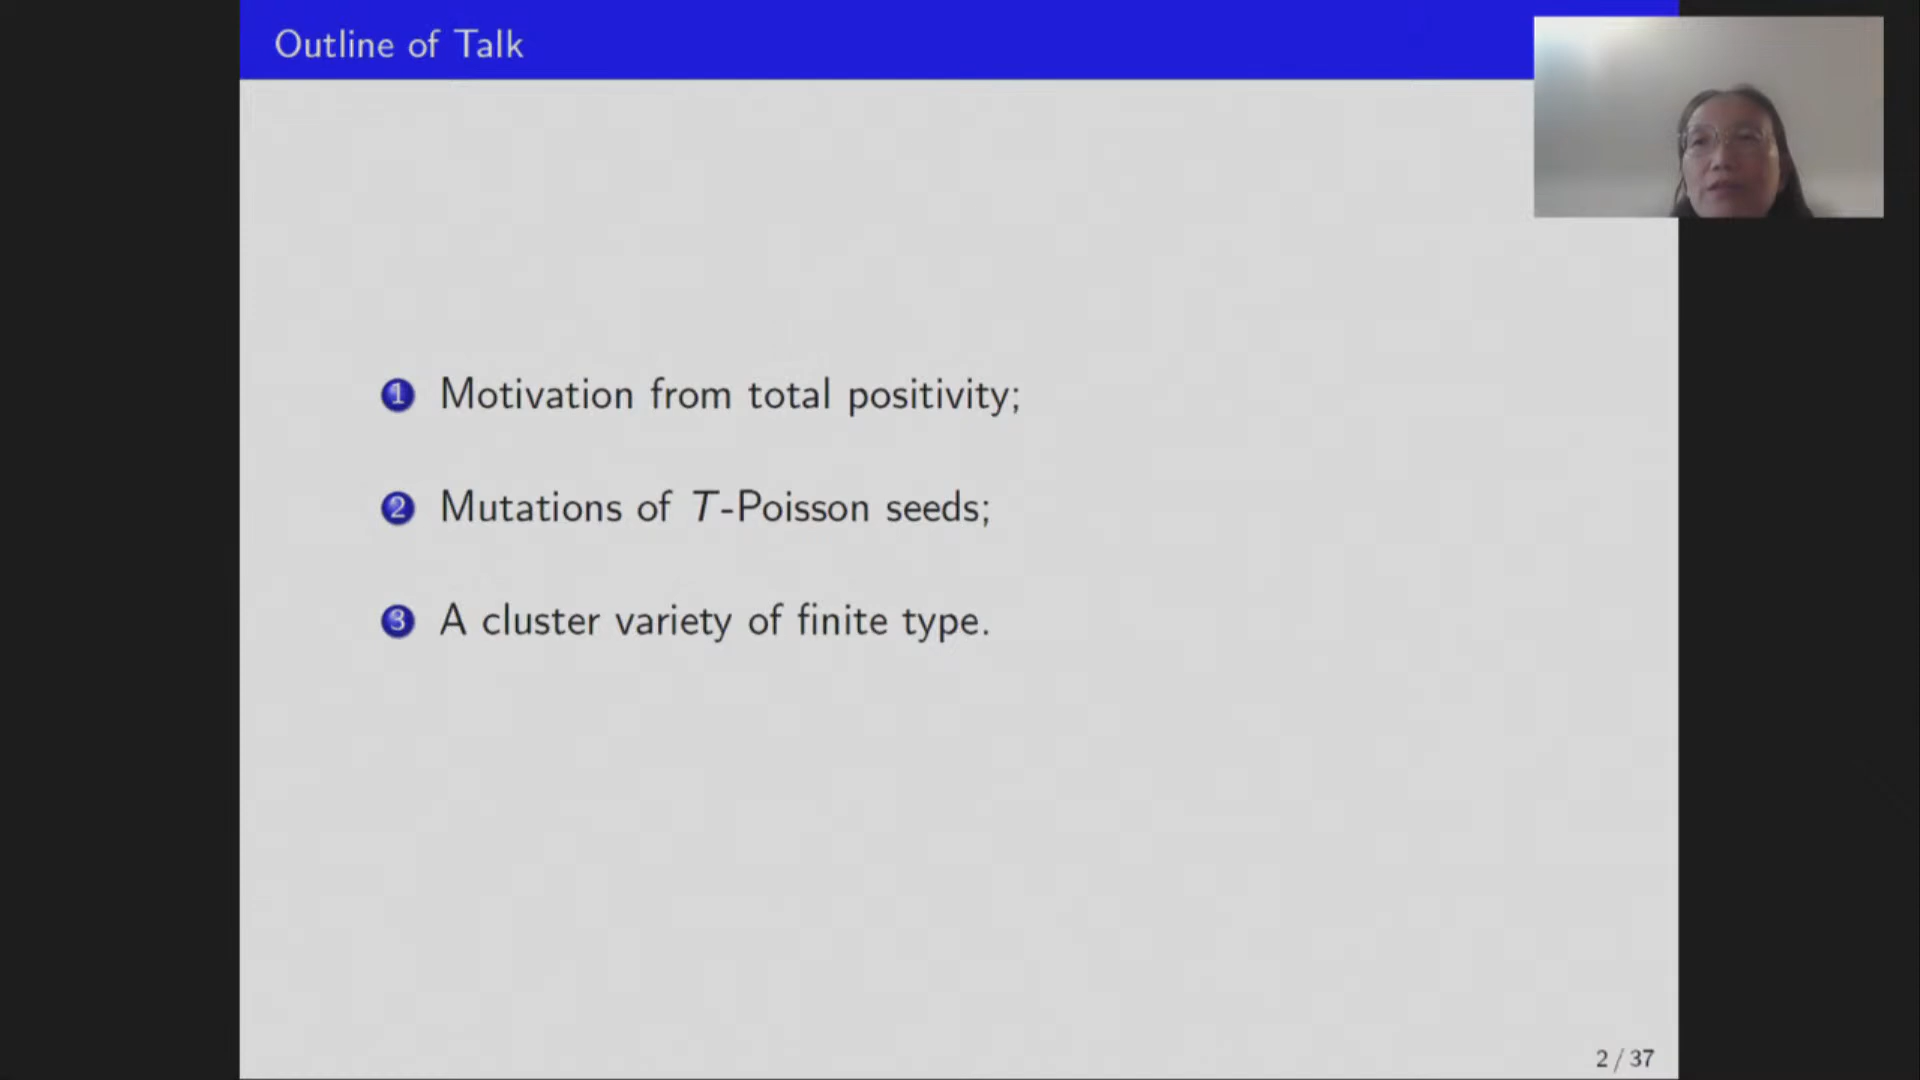 Outline of Talk
1 Motivation from total positivity;
2 Mutations of T-Poisson seeds;
3 A cluster variety of finite type.
2 / 37